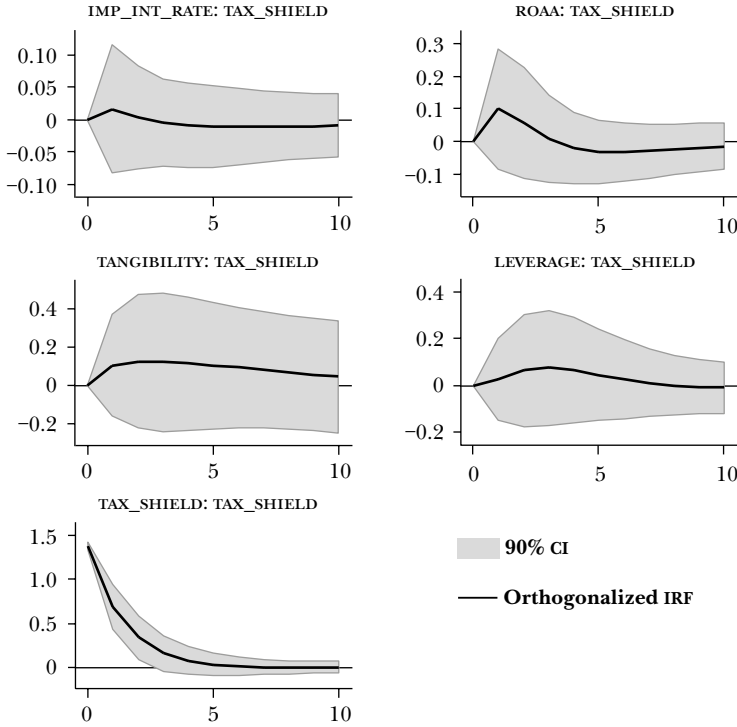 IMP_INT_RATE: TAX_SHIELD
0.10
0.05
0
−0.05
−0.10
0 5 10
ROAA: TAX_SHIELD
0.3
0.2
0.1
0
−0.1
0 5 10
TANGIBILITY: TAX_SHIELD
0.4
0.2
0
−0.2
0 5 10
LEVERAGE: TAX_SHIELD
0.4
0.2
0
−0.2
0 5 10
TAX_SHIELD: TAX_SHIELD
1.5
1.0
0.5
0
0 5 10
90% CI
Orthogonalized IRF